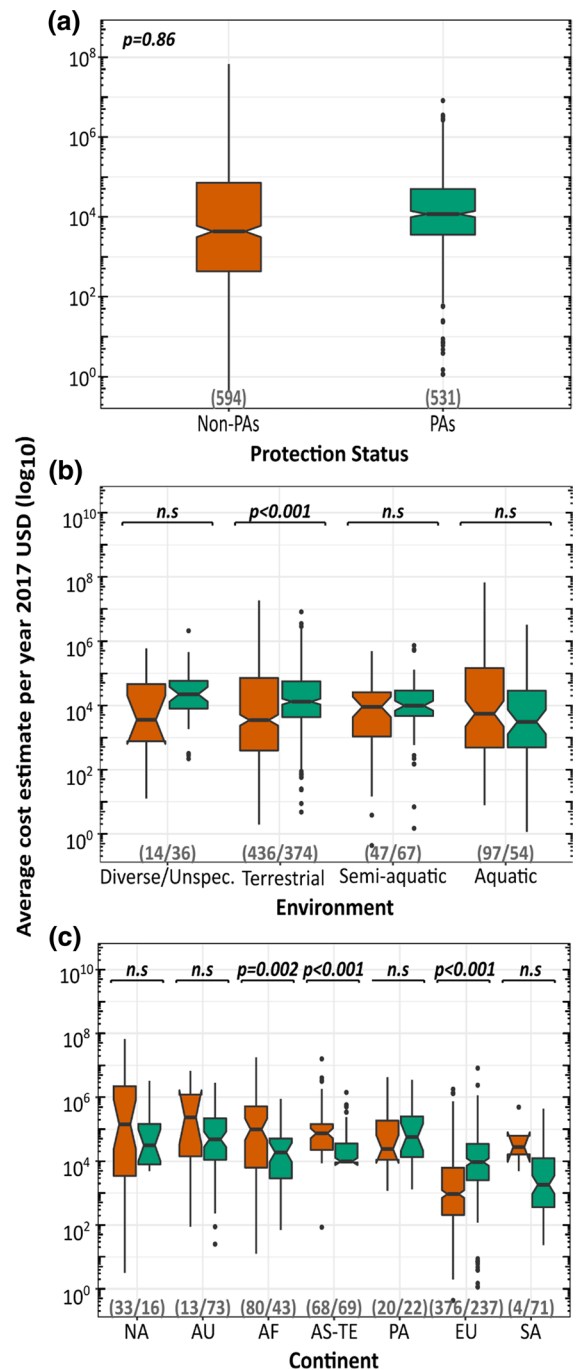 Average cost estimate per year 2017 USD (log10)
(a)
p=0.86
10^8
10^6
10^4
10^2
10^0
(594) (531)
Non-PAs PAs
Protection Status
(b)
n.s p<0.001 n.s n.s
10^10
10^8
10^6
10^4
10^2
10^0
(14/36) (436/374) (47/67) (97/54)
Diverse/Unspec. Terrestrial Semi-aquatic Aquatic
Environment
(c)
n.s n.s p=0.002 p<0.001 n.s p<0.001 n.s
10^10
10^8
10^6
10^4
10^2
10^0
(33/16) (13/73) (80/43) (68/69) (20/22) (376/237) (4/71)
NA AU AF AS-TE PA EU SA
Continent